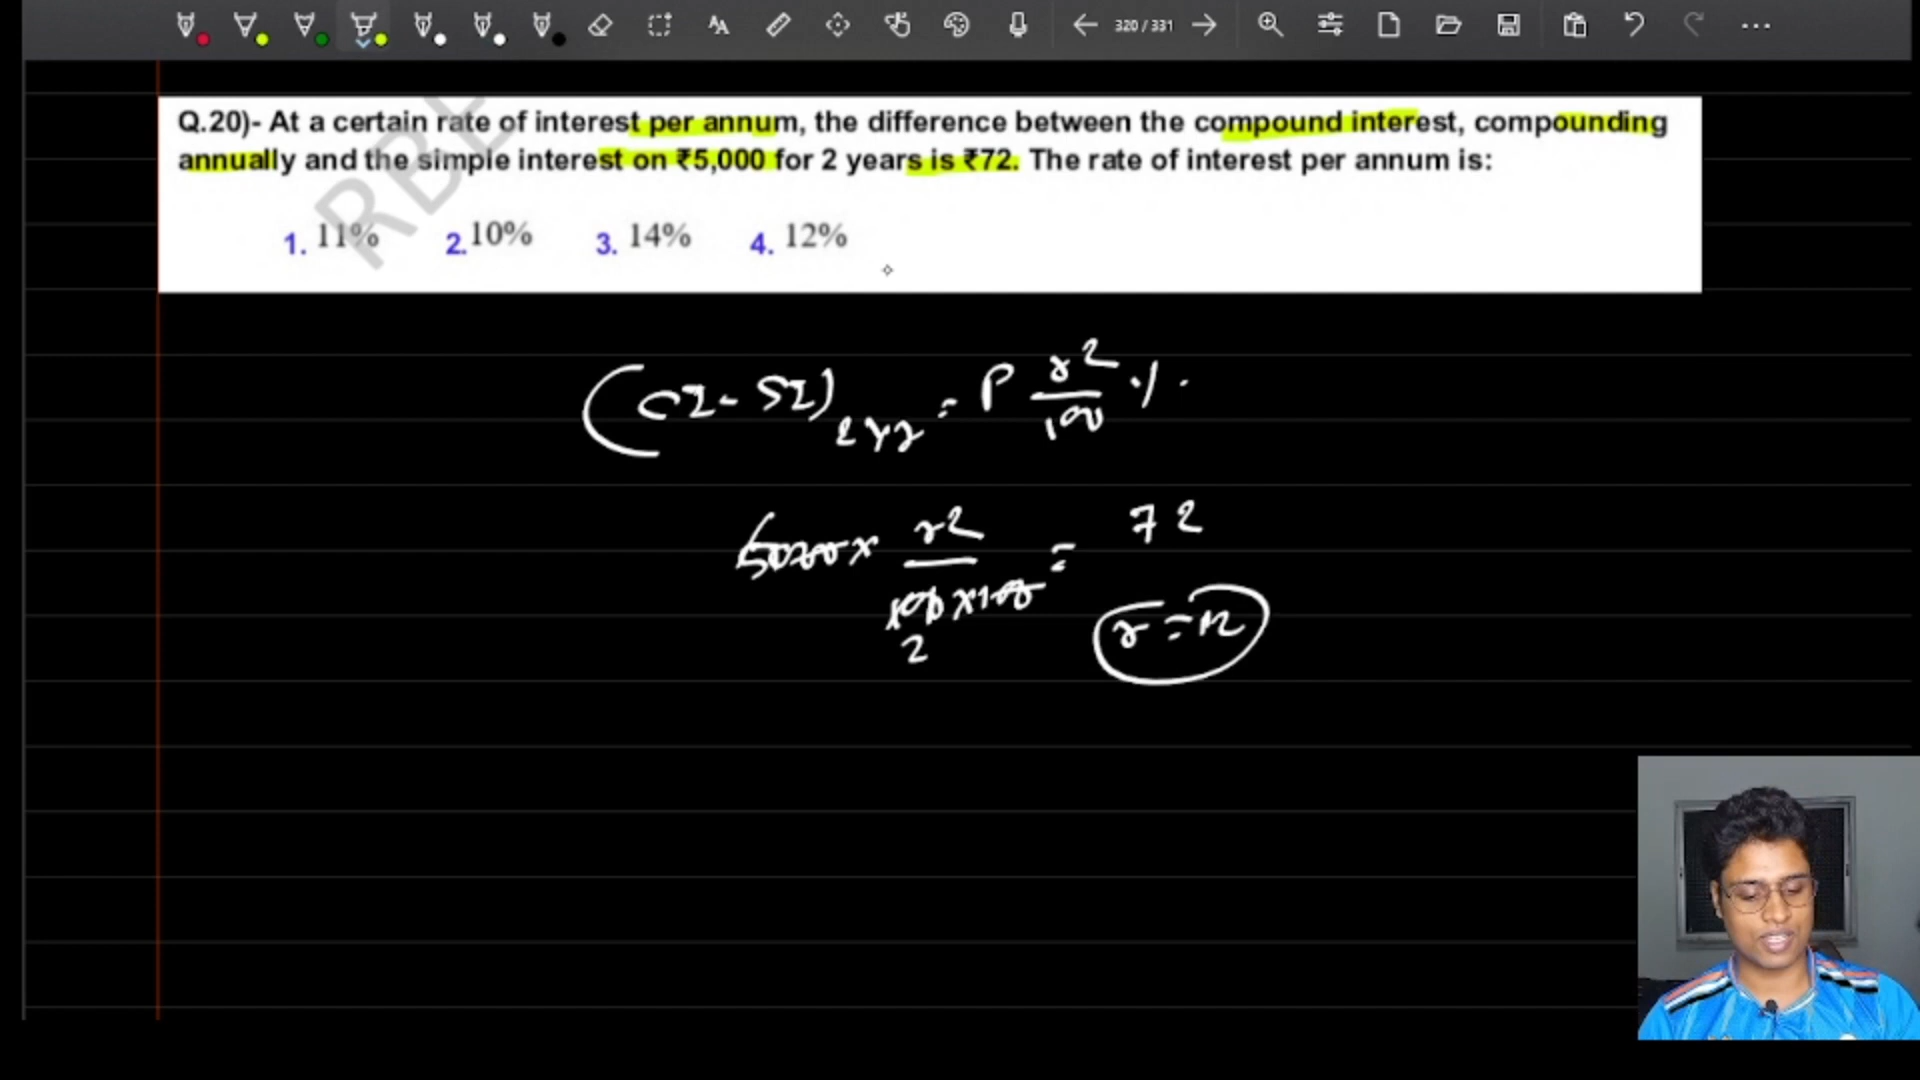 320 / 331
Q.20)- At a certain rate of interest per annum, the difference between the compound interest, compounding
annually and the simple interest on ₹5,000 for 2 years is ₹72. The rate of interest per annum is:
RBE
1. 11% 2. 10% 3. 14% 4. 12%
(CI - SI) 2yr = P r2/100 %.
5000 x r2/100 x 100 = 72
2
r = 12